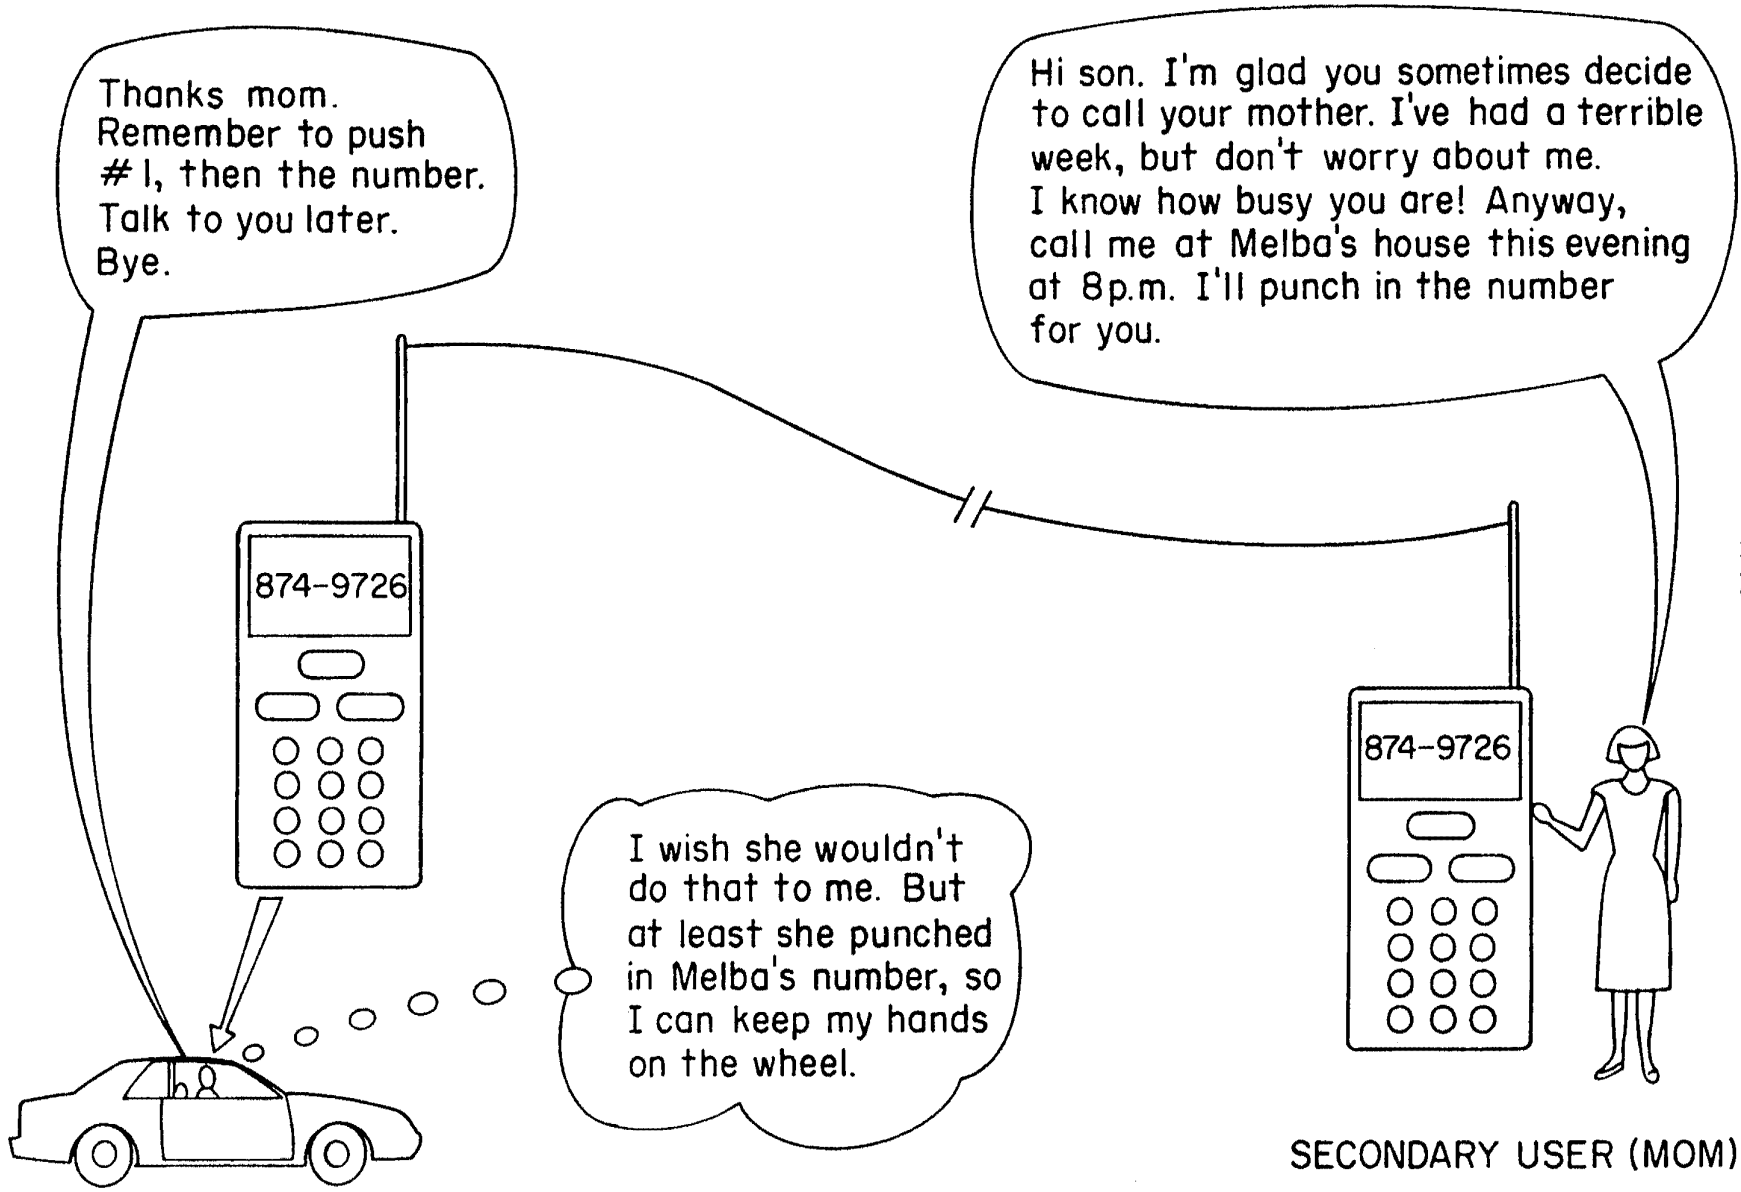 Thanks mom.
Remember to push
#1, then the number.
Talk to you later.
Bye.
Hi son. I'm glad you sometimes decide
to call your mother. I've had a terrible
week, but don't worry about me.
I know how busy you are! Anyway,
call me at Melba's house this evening
at 8p.m. I'll punch in the number
for you.
874-9726
874-9726
I wish she wouldn't
do that to me. But
at least she punched
in Melba's number, so
I can keep my hands
on the wheel.
SECONDARY USER (MOM)